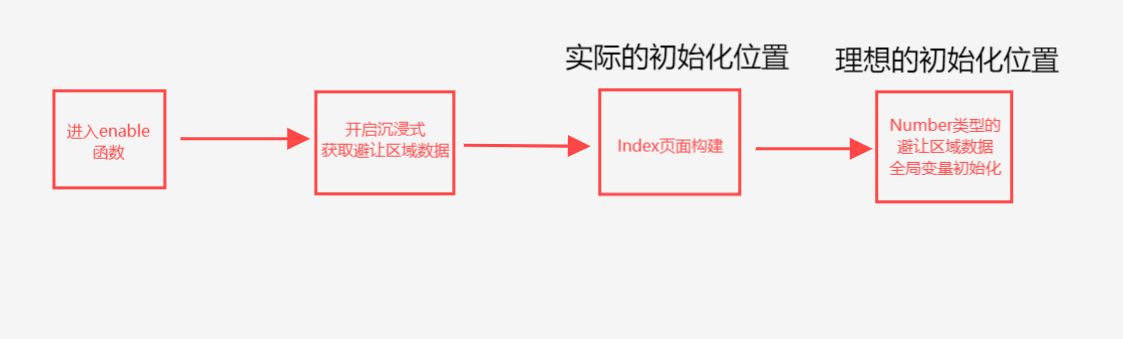 实际的初始化位置
理想的初始化位置
进入enable
函数
开启沉浸式
获取避让区域数据
Index页面构建
Number类型的
避让区域数据
全局变量初始化